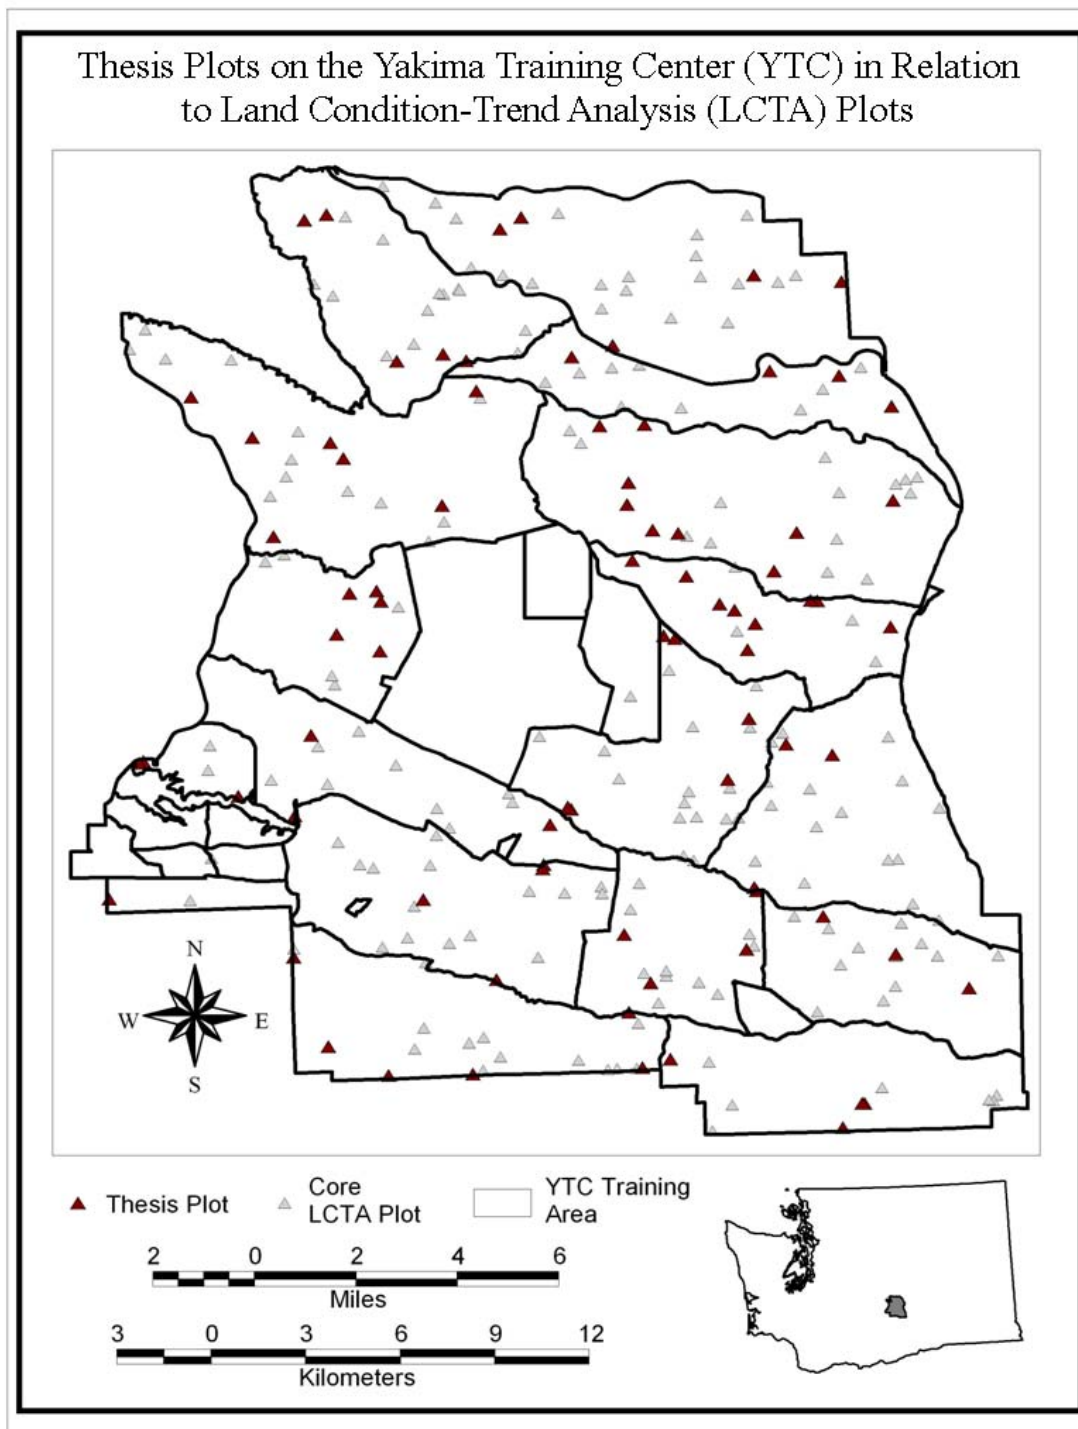 Thesis Plots on the Yakima Training Center (YTC) in Relation
to Land Condition-Trend Analysis (LCTA) Plots
N
W
E
S
Thesis Plot
Core
LCTA Plot
YTC Training
Area
2 0 2 4 6
Miles
3 0 3 6 9 12
Kilometers